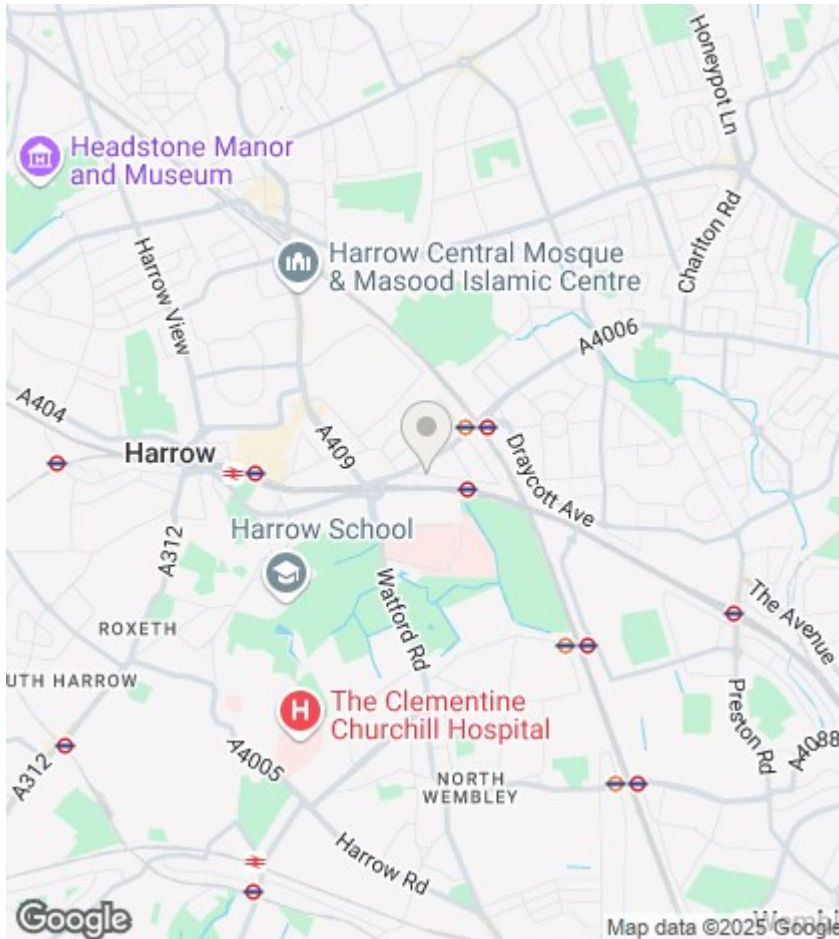 Honeypot Ln
Headstone Manor
and Museum
Charlton Rd
Harrow View
Harrow Central Mosque
& Masood Islamic Centre
A4006
A404
A409
Harrow
Draycott Ave
Harrow School
A312
Watford Rd
The Avenue
ROXETH
UTH HARROW
The Clementine
Churchill Hospital
Preston Rd
A4088
A312
A4005
NORTH
WEMBLEY
Harrow Rd
Google
Map data ©2025 Google